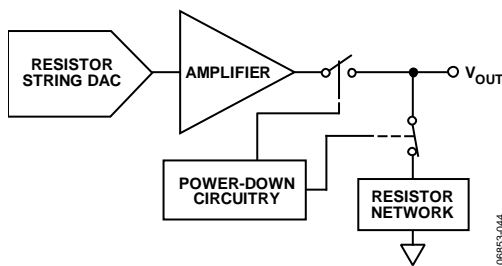 RESISTOR
STRING DAC
AMPLIFIER
VOUT
POWER-DOWN
CIRCUITRY
RESISTOR
NETWORK
06853-044